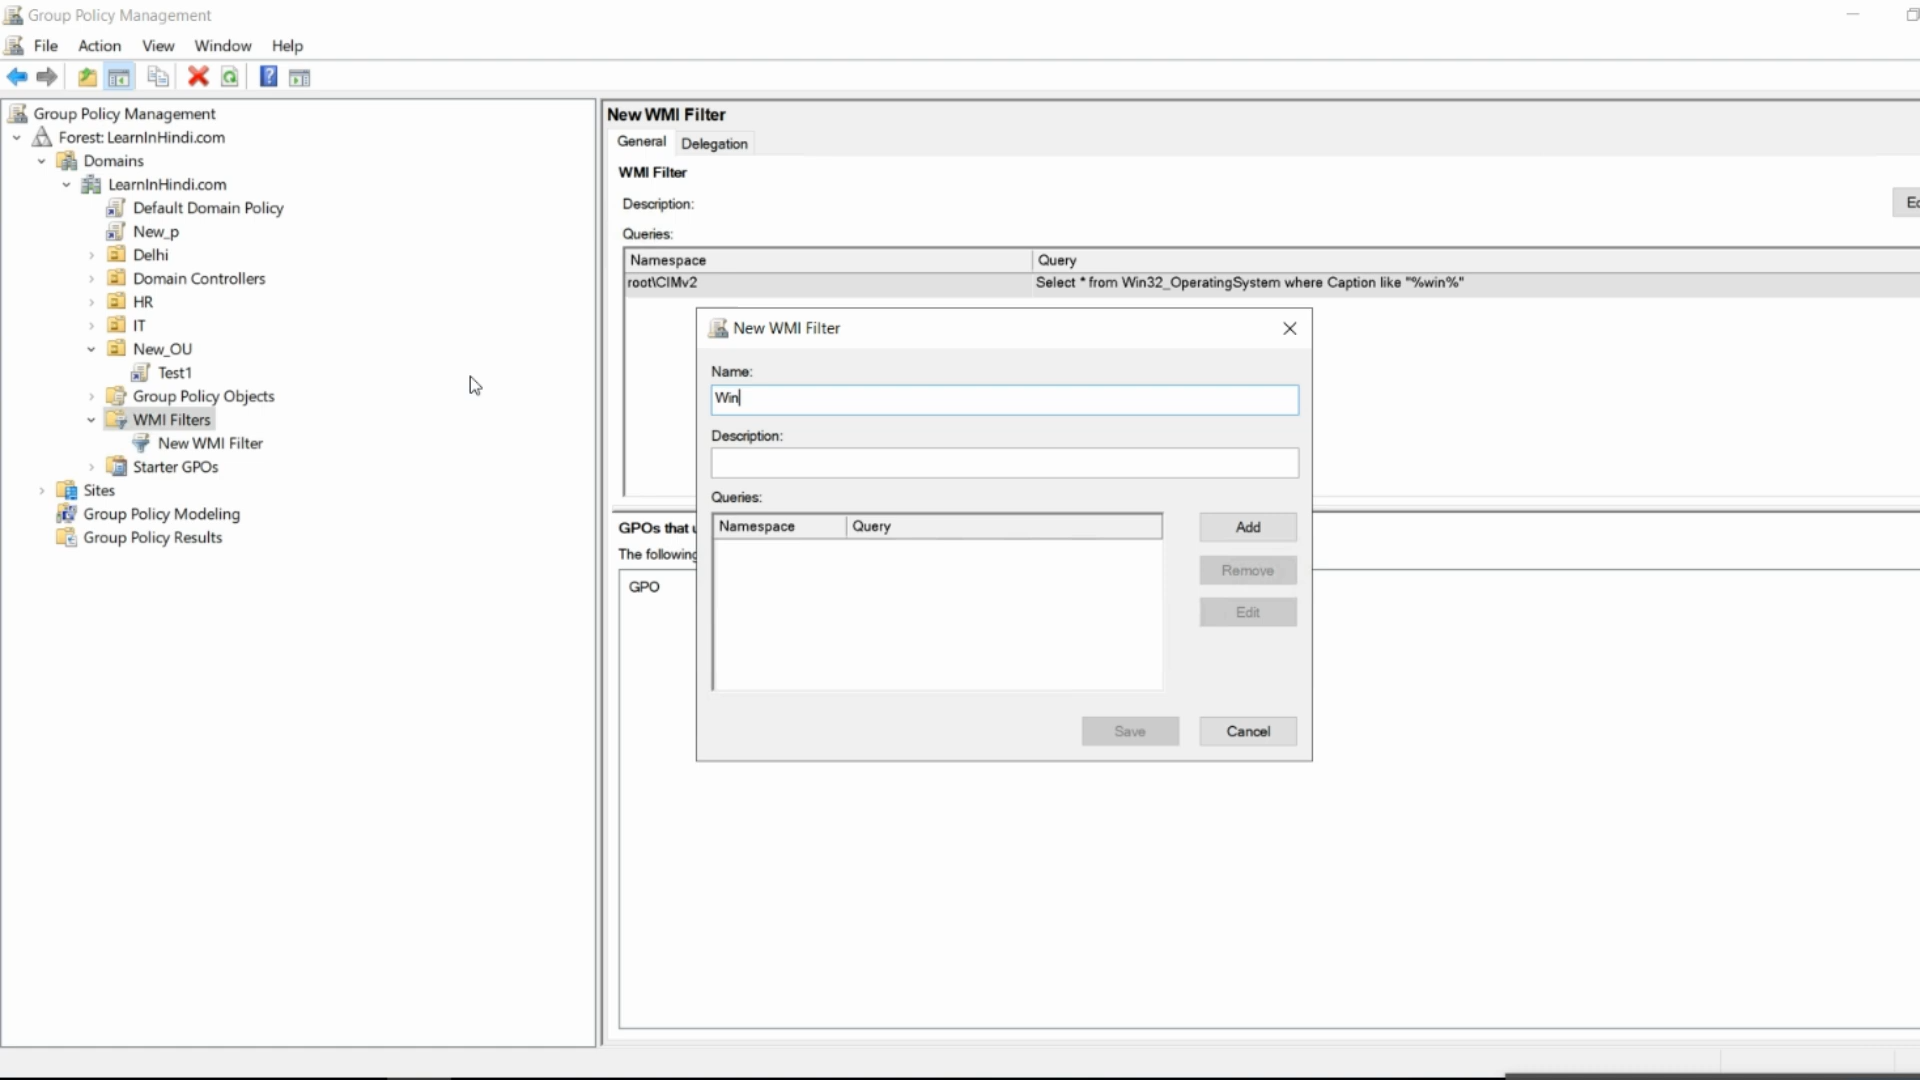 Group Policy Management
File Action View Window Help
Group Policy Management
Forest: LearnInHindi.com
Domains
LearnInHindi.com
Default Domain Policy
New_p
Delhi
Domain Controllers
HR
IT
New_OU
Test1
Group Policy Objects
WMI Filters
New WMI Filter
Starter GPOs
Sites
Group Policy Modeling
Group Policy Results
New WMI Filter
General Delegation
WMI Filter
Description:
Queries:
Namespace Query
root\CIMv2 Select * from Win32_OperatingSystem where Caption like "%win%"
GPOs that
The following
GPO
New WMI Filter
Name:
Win
Description:
Queries:
Namespace Query
Add
Remove
Edit
Save Cancel